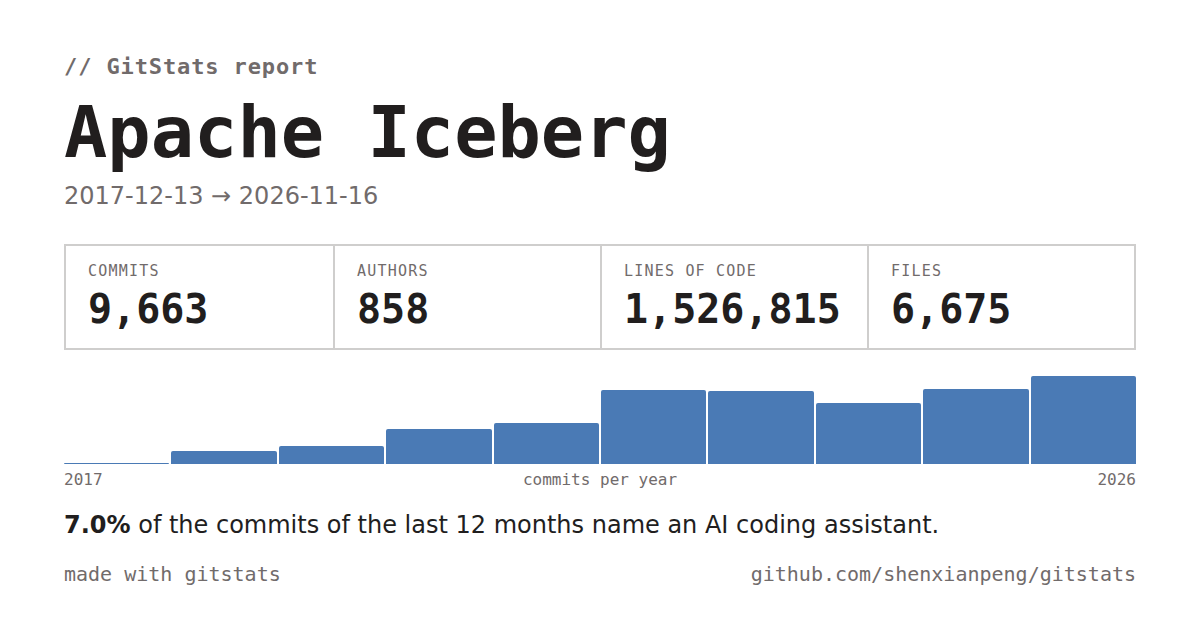 // GitStats report
Apache Iceberg
2017-12-13 → 2026-11-16
COMMITS
9,663
AUTHORS
858
LINES OF CODE
1,526,815
FILES
6,675
2017
commits per year
2026
7.0% of the commits of the last 12 months name an AI coding assistant.
made with gitstats
github.com/shenxianpeng/gitstats